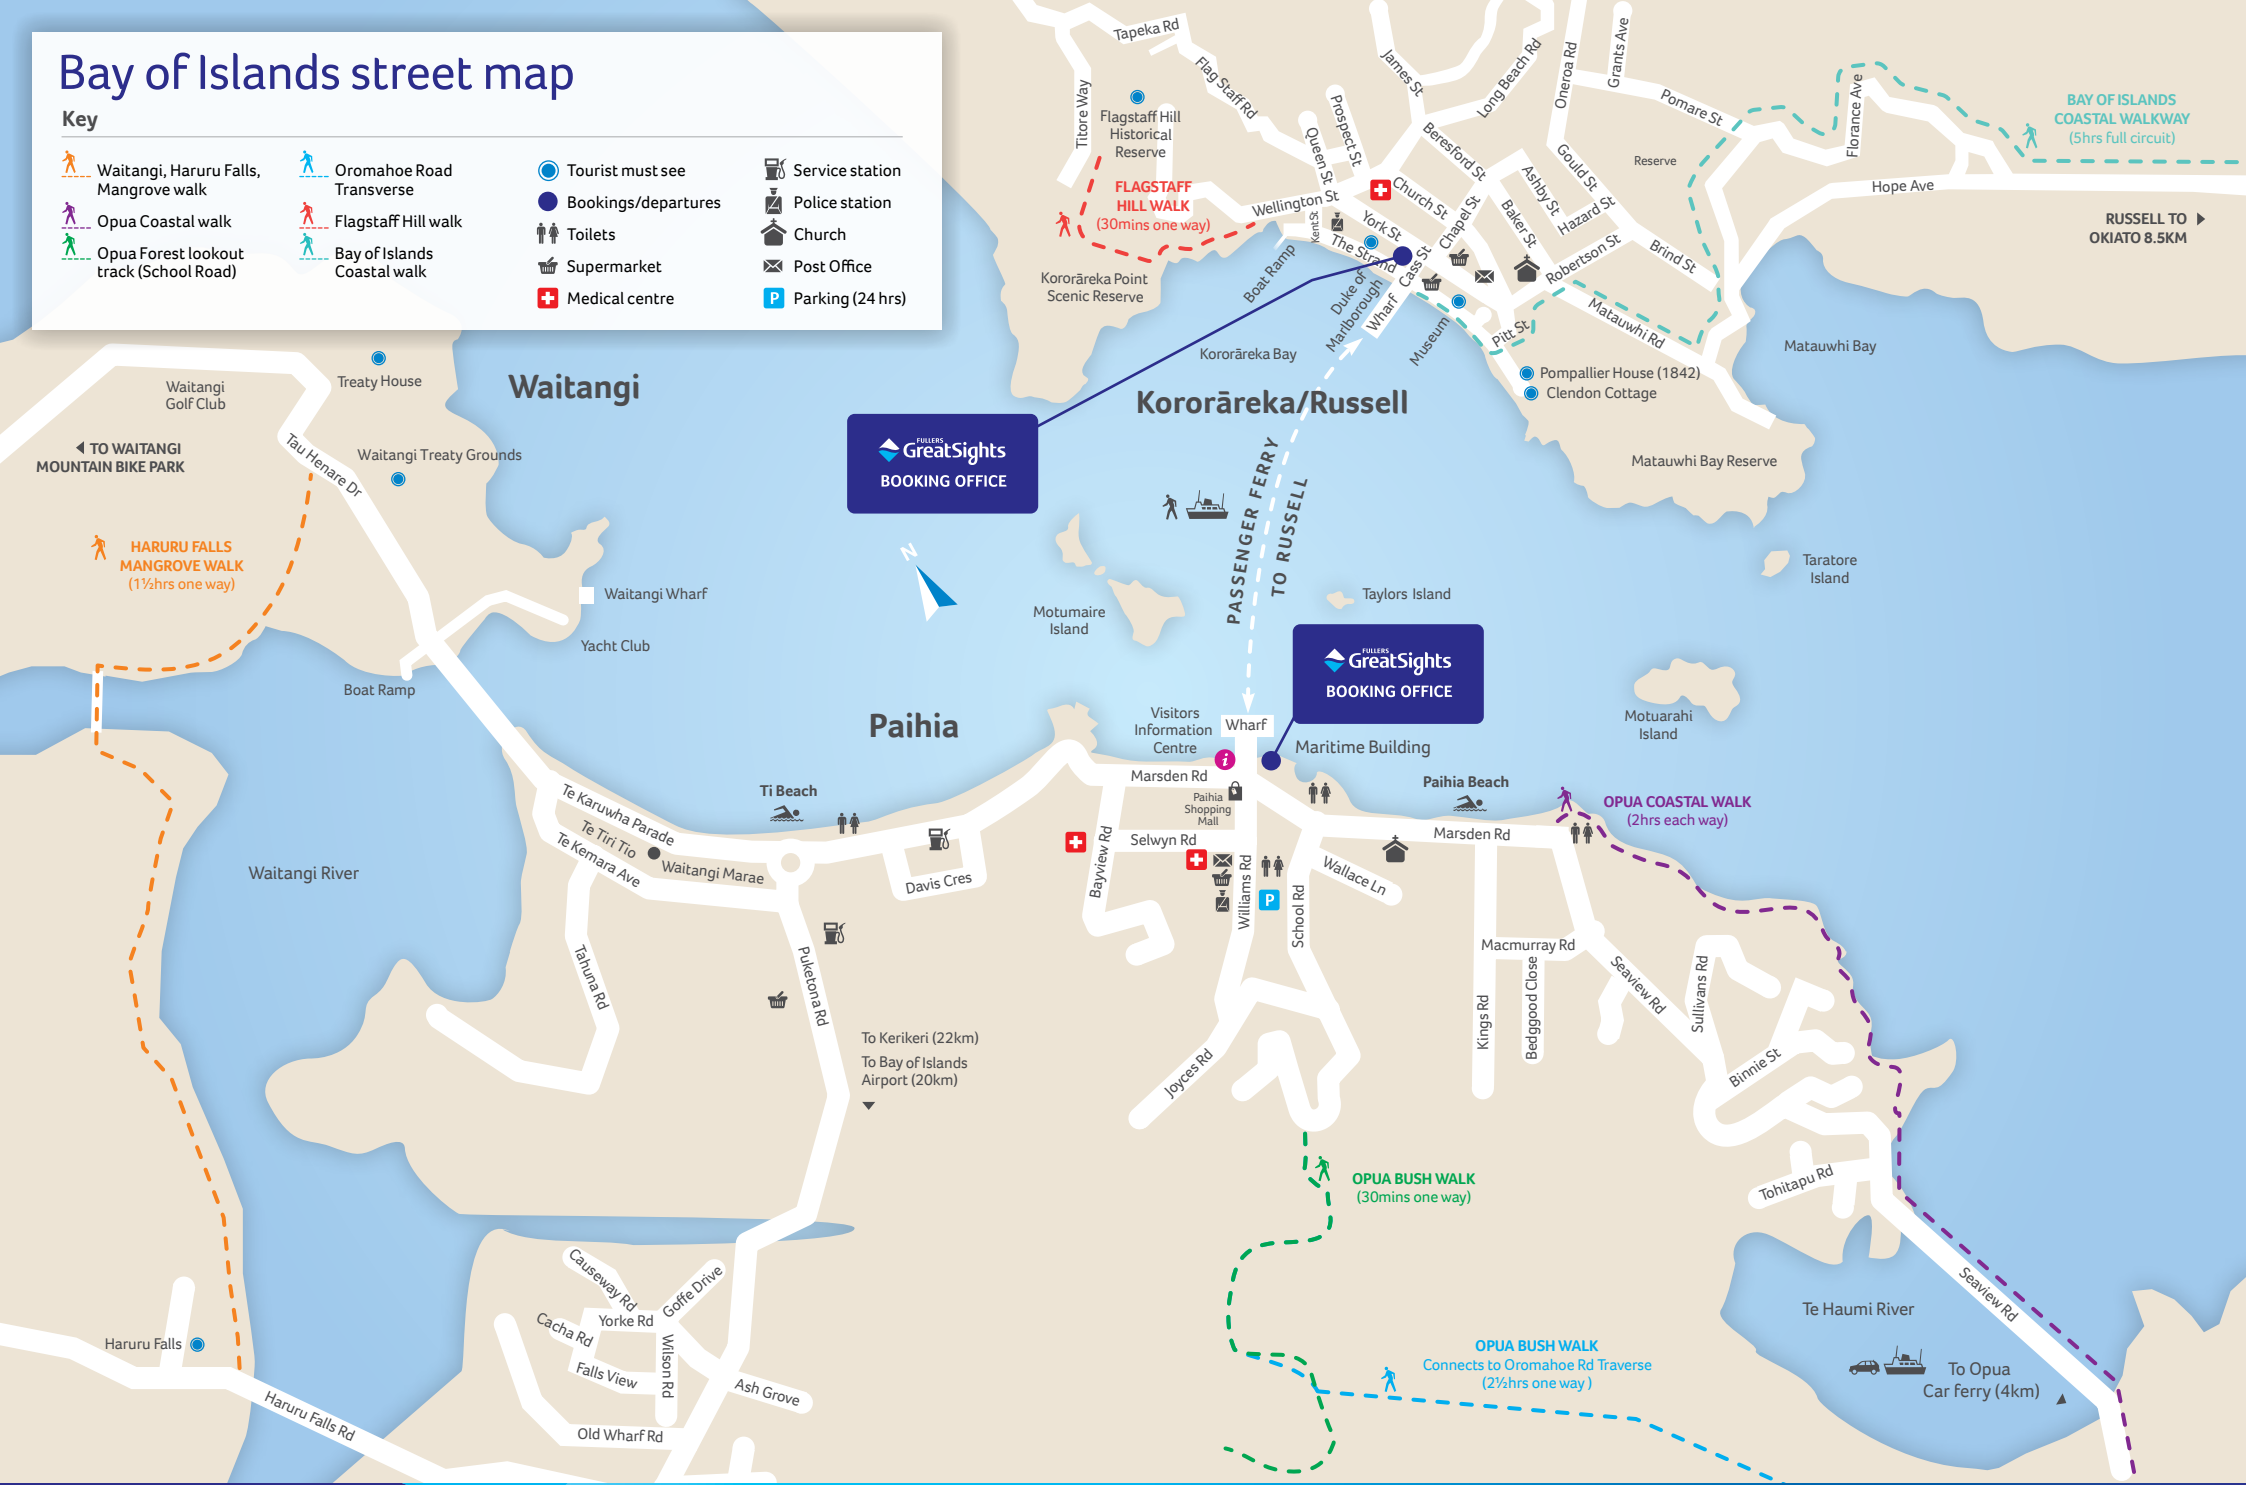 Bay of Islands street map
Key
Waitangi, Haruru Falls,
Mangrove walk
Opua Coastal walk
Opua Forest lookout
track (School Road)
Oromahoe Road
Transverse
Flagstaff Hill walk
Bay of Islands
Coastal walk
Tourist must see
Bookings/departures
Toilets
Supermarket
Medical centre
Service station
Police station
Church
Post Office
P Parking (24 hrs)
Tapeka Rd
Titore Way
Flag Staff Rd
Flagstaff Hill
Historical
Reserve
FLAGSTAFF
HILL WALK
(30mins one way)
Kororāreka Point
Scenic Reserve
Prospect St
Queen St
James St
Long Beach Rd
Oneroa Rd
Grants Ave
Pomare St
Florance Ave
BAY OF ISLANDS
COASTAL WALKWAY
(5hrs full circuit)
Reserve
Hope Ave
RUSSELL TO
OKIATO 8.5KM
Beresford St
Gould St
Ashby St
Hazard St
Church St
Wellington St
Kent St
York St
Chapel St
Baker St
Robertson St
Brind St
The Strand
Cass St
Boat Ramp
Duke of
Marlborough
Wharf
Museum
Pitt St
Matauwhi Rd
Matauwhi Bay
Kororāreka Bay
Pompallier House (1842)
Clendon Cottage
Kororāreka/Russell
Matauwhi Bay Reserve
Treaty House
Waitangi
Golf Club
Waitangi
TO WAITANGI
MOUNTAIN BIKE PARK
Tau Henare Dr
Waitangi Treaty Grounds
FULLERS
GreatSights
BOOKING OFFICE
PASSENGER FERRY
TO RUSSELL
HARURU FALLS
MANGROVE WALK
(1½hrs one way)
N
Waitangi Wharf
Yacht Club
Boat Ramp
Motumaire
Island
Taylors Island
Taratore
Island
FULLERS
GreatSights
BOOKING OFFICE
Motuarahi
Island
Paihia
Visitors
Information
Centre
i
Wharf
Maritime Building
Marsden Rd
Paihia
Shopping
Mall
Paihia Beach
OPUA COASTAL WALK
(2hrs each way)
Ti Beach
Te Karuwha Parade
Te Tiri Tio
Te Kemara Ave
Waitangi Marae
Davis Cres
Bayview Rd
Selwyn Rd
Williams Rd
P
School Rd
Wallace Ln
Marsden Rd
Waitangi River
Tahuna Rd
Puketona Rd
To Kerikeri (22km)
To Bay of Islands
Airport (20km)
Joyces Rd
Macmurray Rd
Kings Rd
Bedggood Close
Seaview Rd
Sullivans Rd
Binnie St
Tohitapu Rd
OPUA BUSH WALK
(30mins one way)
Causeway Rd
Goffe Drive
Yorke Rd
Cacha Rd
Falls View
Wilson Rd
Ash Grove
Old Wharf Rd
Haruru Falls
Haruru Falls Rd
OPUA BUSH WALK
Connects to Oromahoe Rd Traverse
(2½hrs one way )
Te Haumi River
Seaview Rd
To Opua
Car ferry (4km)